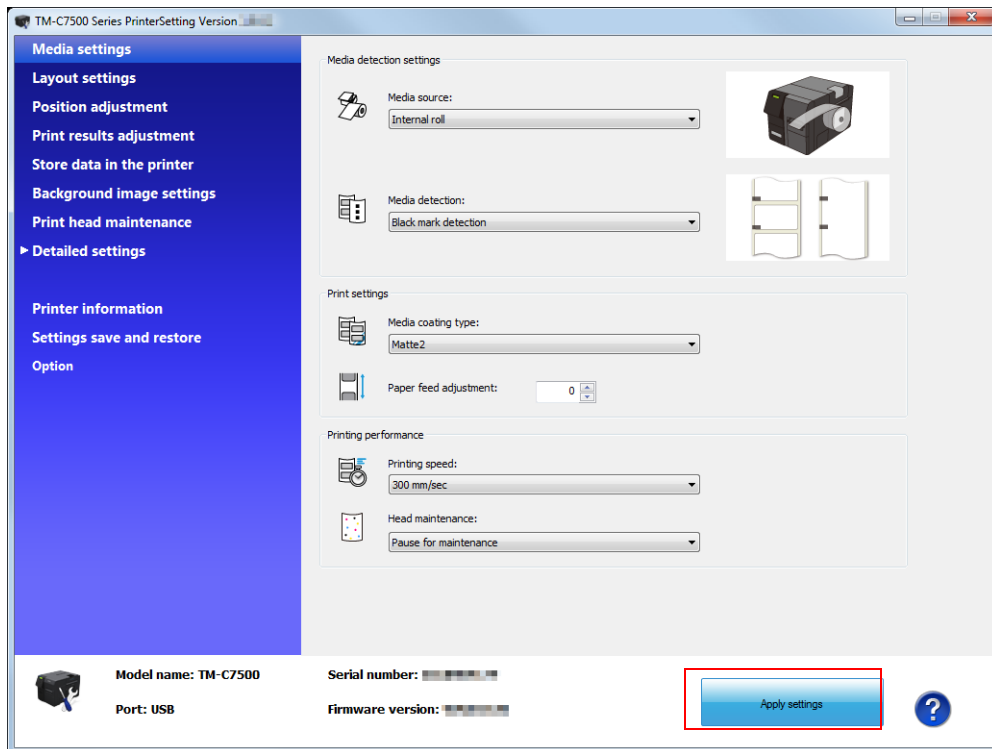 TM-C7500 Series PrinterSetting Version
Media settings
Layout settings
Position adjustment
Print results adjustment
Store data in the printer
Background image settings
Print head maintenance
Detailed settings
Printer information
Settings save and restore
Option
Media detection settings
Media source:
Internal roll
Media detection:
Black mark detection
Print settings
Media coating type:
Matte2
Paper feed adjustment:
0
Printing performance
Printing speed:
300 mm/sec
Head maintenance:
Pause for maintenance
Model name: TM-C7500
Serial number:
Port: USB
Firmware version:
Apply settings
?